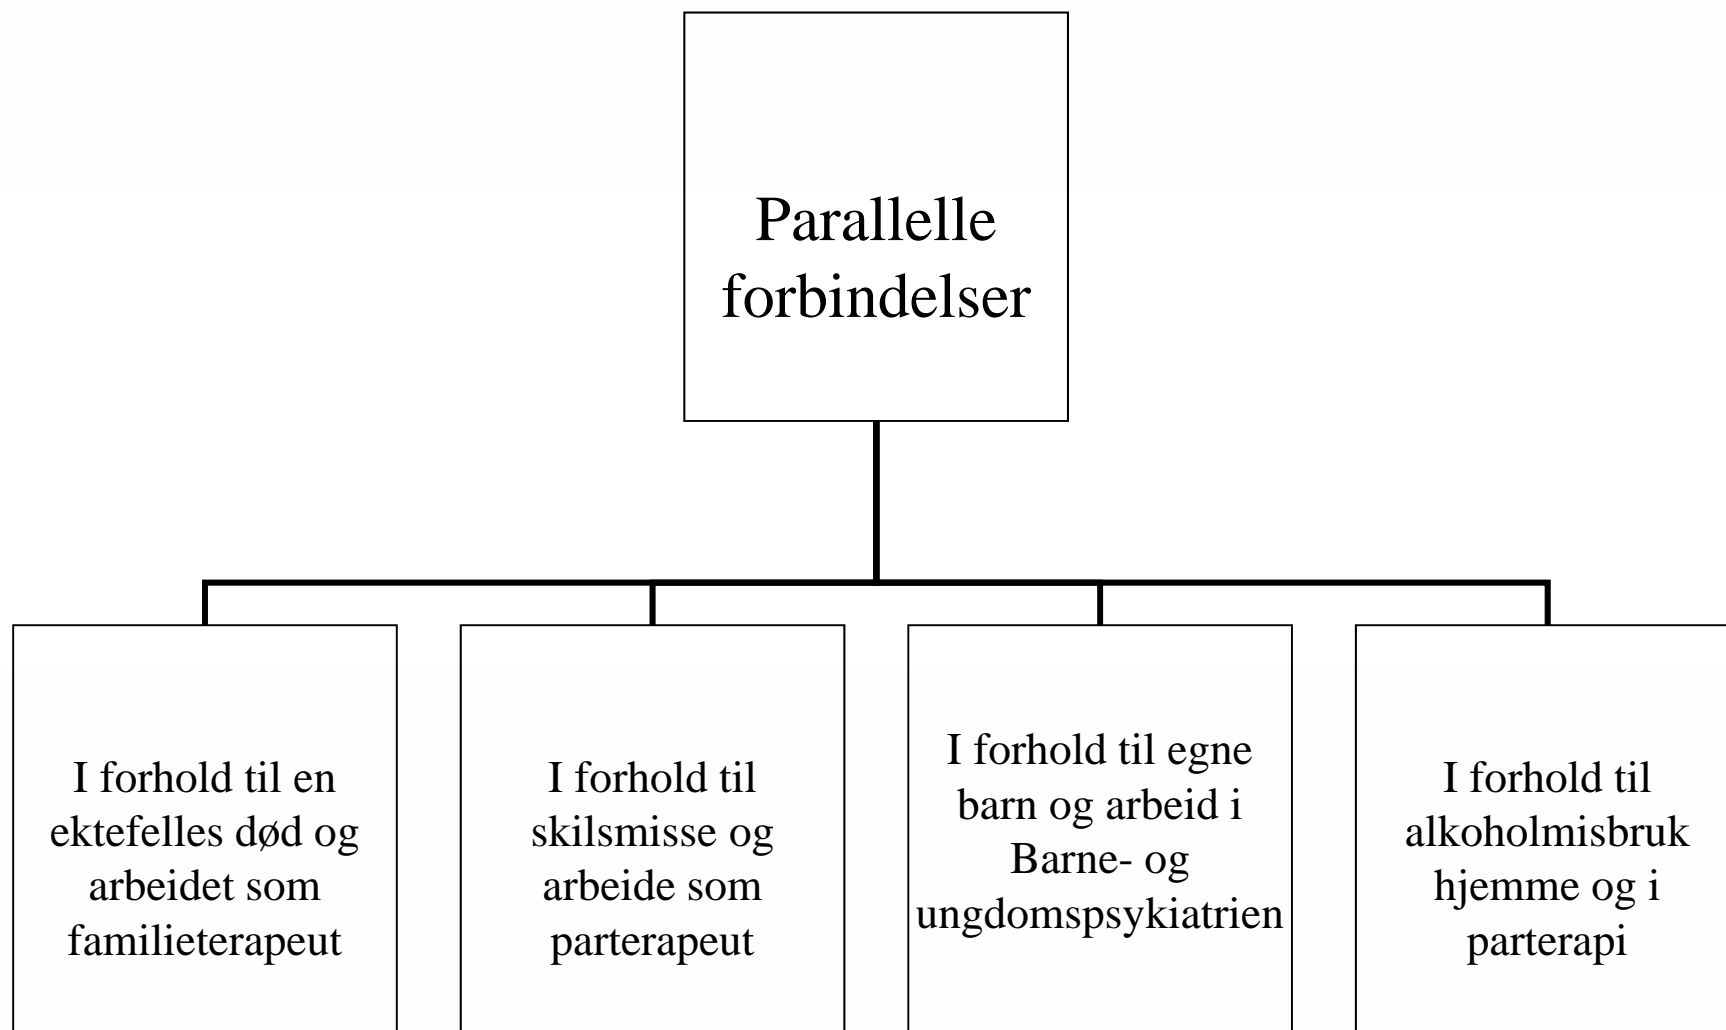 Parallelle
forbindelser
I forhold til en
ektefelles død og
arbeidet som
familieterapeut
I forhold til
skilsmisse og
arbeide som
parterapeut
I forhold til egne
barn og arbeid i
Barne- og
ungdomspsykiatrien
I forhold til
alkoholmisbruk
hjemme og i
parterapi